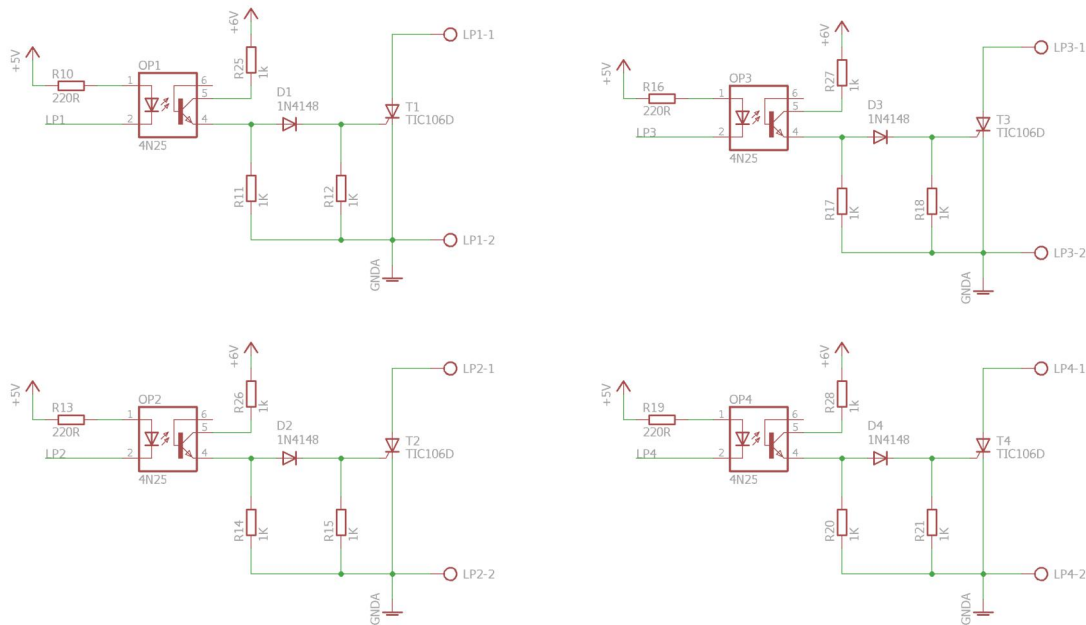 +6V
LP1-1
+5V
R25
1k
R10
220R
OP1
1
2
6
5
4
4N25
LP1
D1
1N4148
T1
TIC106D
R11
1K
R12
1K
LP1-2
GNDA
+6V
LP3-1
+5V
R27
1k
R16
220R
OP3
1
2
6
5
4
4N25
LP3
D3
1N4148
T3
TIC106D
R17
1K
R18
1K
LP3-2
GNDA
+6V
LP2-1
+5V
R26
1k
R13
220R
OP2
1
2
6
5
4
4N25
LP2
D2
1N4148
T2
TIC106D
R14
1K
R15
1K
LP2-2
GNDA
+6V
LP4-1
+5V
R28
1k
R19
220R
OP4
1
2
6
5
4
4N25
LP4
D4
1N4148
T4
TIC106D
R20
1K
R21
1K
LP4-2
GNDA